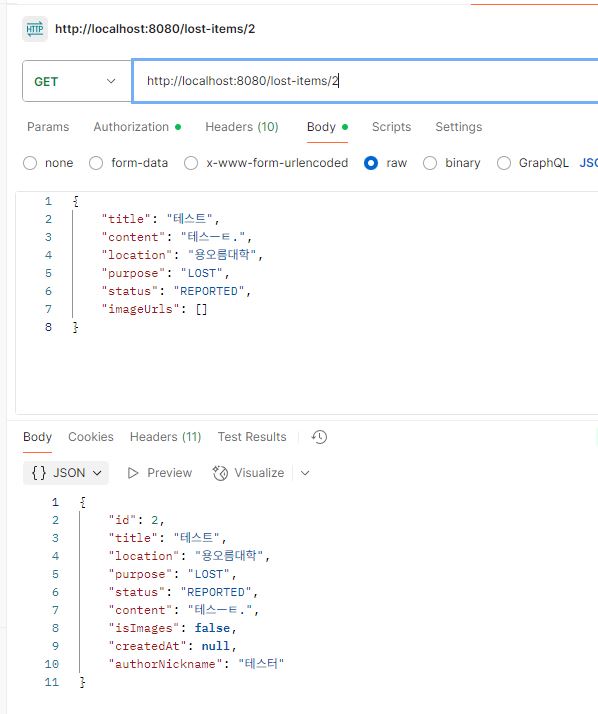 HTTP http://localhost:8080/lost-items/2
GET http://localhost:8080/lost-items/2
Params Authorization Headers (10) Body Scripts Settings
none form-data x-www-form-urlencoded raw binary GraphQL JSO
1 {
2 "title": "테스트",
3 "content": "테스ㅡㅌ.",
4 "location": "용오름대학",
5 "purpose": "LOST",
6 "status": "REPORTED",
7 "imageUrls": []
8 }
Body Cookies Headers (11) Test Results
{} JSON Preview Visualize
1 {
2 "id": 2,
3 "title": "테스트",
4 "location": "용오름대학",
5 "purpose": "LOST",
6 "status": "REPORTED",
7 "content": "테스ㅡㅌ.",
8 "isImages": false,
9 "createdAt": null,
10 "authorNickname": "테스터"
11 }